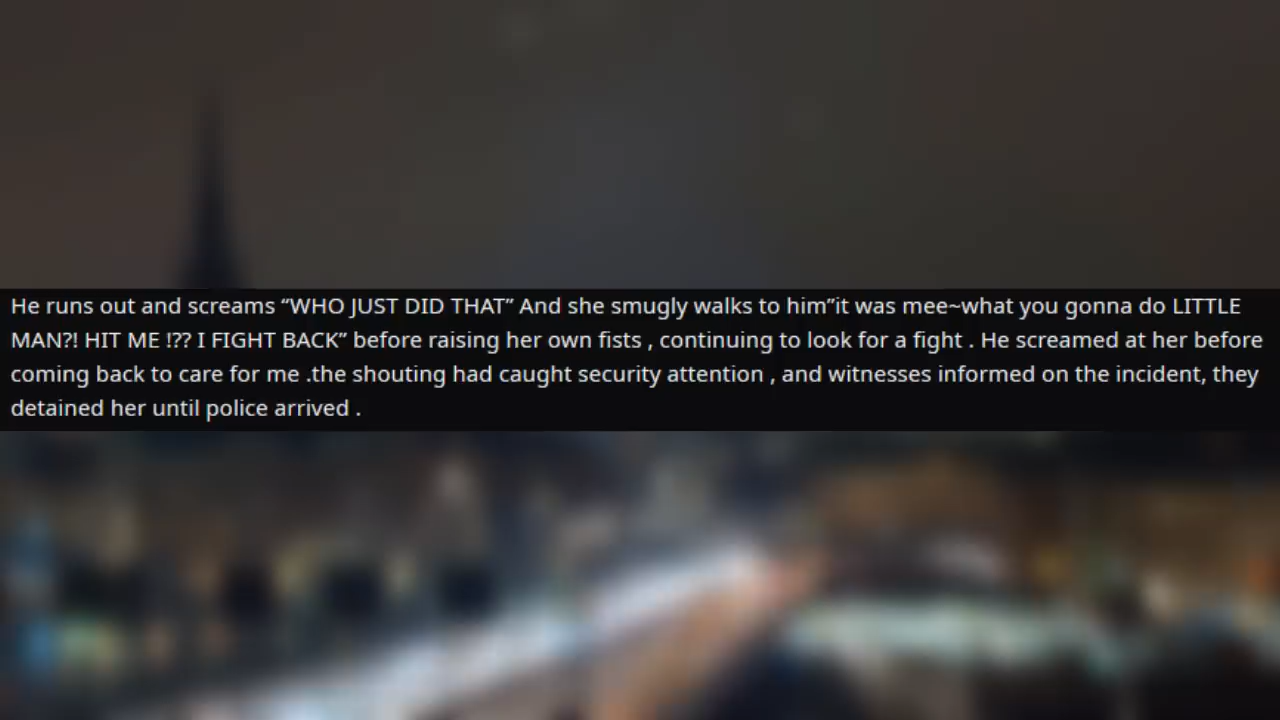 He runs out and screams “WHO JUST DID THAT” And she smugly walks to him”it was mee~what you gonna do LITTLE
MAN?! HIT ME !?? I FIGHT BACK” before raising her own fists , continuing to look for a fight . He screamed at her before
coming back to care for me .the shouting had caught security attention , and witnesses informed on the incident, they
detained her until police arrived .